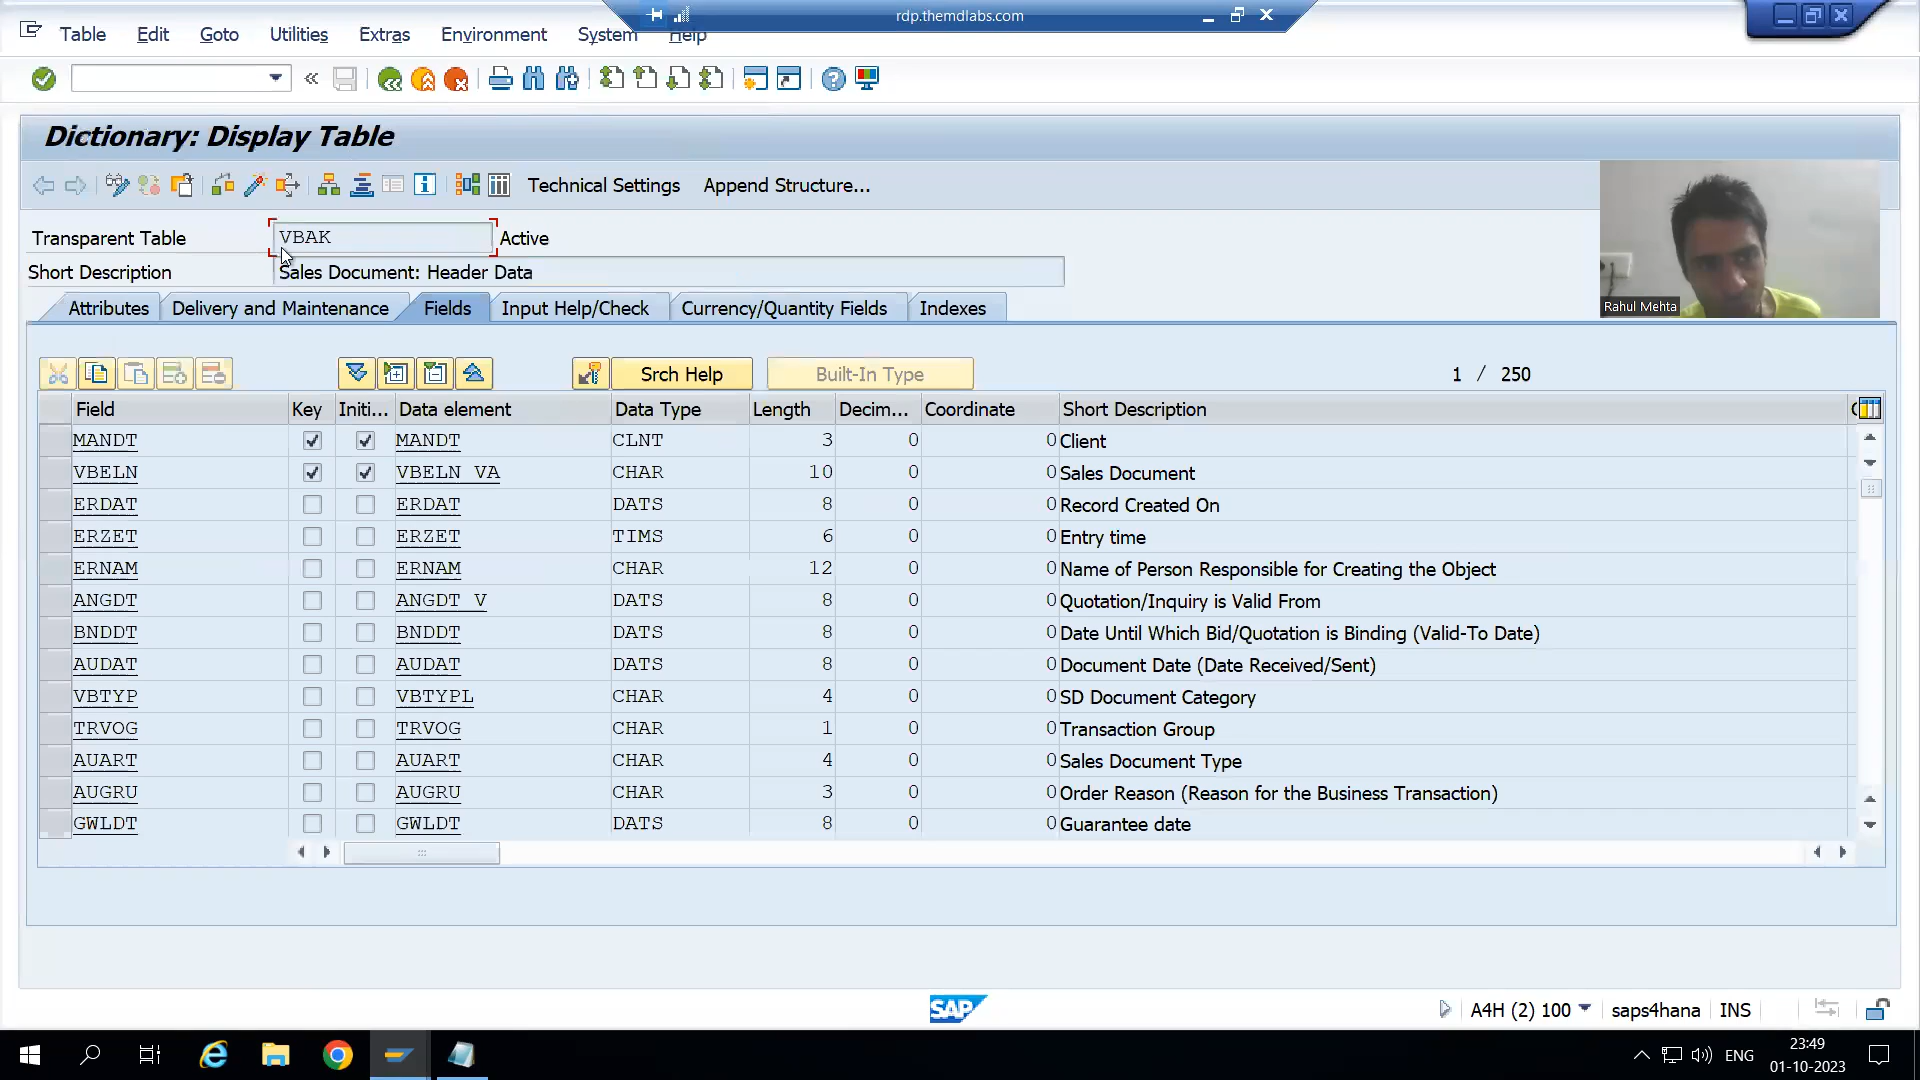 rdp.themdlabs.com
Table Edit Goto Utilities Extras Environment System Help
Dictionary: Display Table
Technical Settings Append Structure...
Transparent Table VBAK Active
Short Description Sales Document: Header Data
Rahul Mehta
Attributes Delivery and Maintenance Fields Input Help/Check Currency/Quantity Fields Indexes
Srch Help Built-In Type 1 / 250
Field Key Initi... Data element Data Type Length Decim... Coordinate Short Description
MANDT MANDT CLNT 3 0 0 Client
VBELN VBELN_VA CHAR 10 0 0 Sales Document
ERDAT ERDAT DATS 8 0 0 Record Created On
ERZET ERZET TIMS 6 0 0 Entry time
ERNAM ERNAM CHAR 12 0 0 Name of Person Responsible for Creating the Object
ANGDT ANGDT_V DATS 8 0 0 Quotation/Inquiry is Valid From
BNDDT BNDDT DATS 8 0 0 Date Until Which Bid/Quotation is Binding (Valid-To Date)
AUDAT AUDAT DATS 8 0 0 Document Date (Date Received/Sent)
VBTYP VBTYPL CHAR 4 0 0 SD Document Category
TRVOG TRVOG CHAR 1 0 0 Transaction Group
AUART AUART CHAR 4 0 0 Sales Document Type
AUGRU AUGRU CHAR 3 0 0 Order Reason (Reason for the Business Transaction)
GWLDT GWLDT DATS 8 0 0 Guarantee date
SAP A4H (2) 100 saps4hana INS
ENG 23:49
01-10-2023